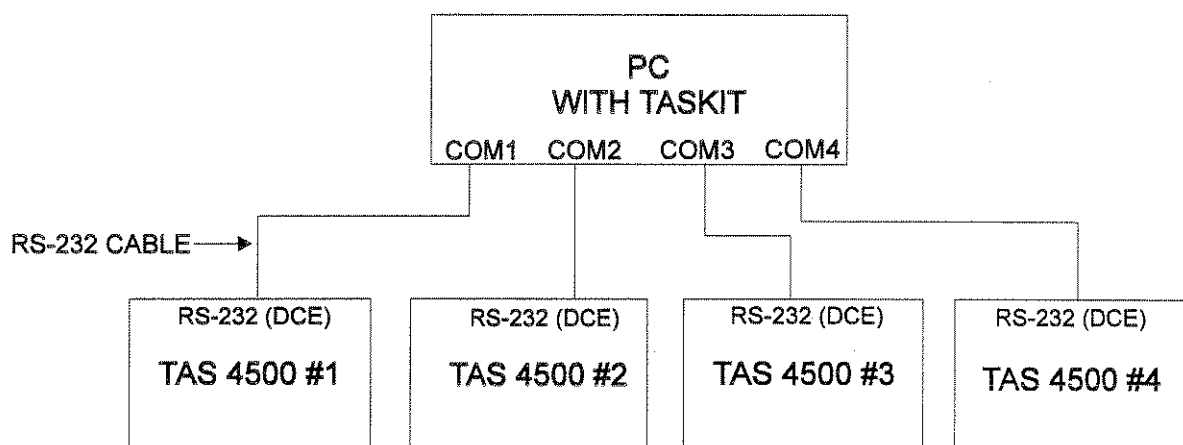 PC
WITH TASKIT
COM1 COM2 COM3 COM4
RS-232 CABLE
RS-232 (DCE) RS-232 (DCE) RS-232 (DCE) RS-232 (DCE)
TAS 4500 #1 TAS 4500 #2 TAS 4500 #3 TAS 4500 #4